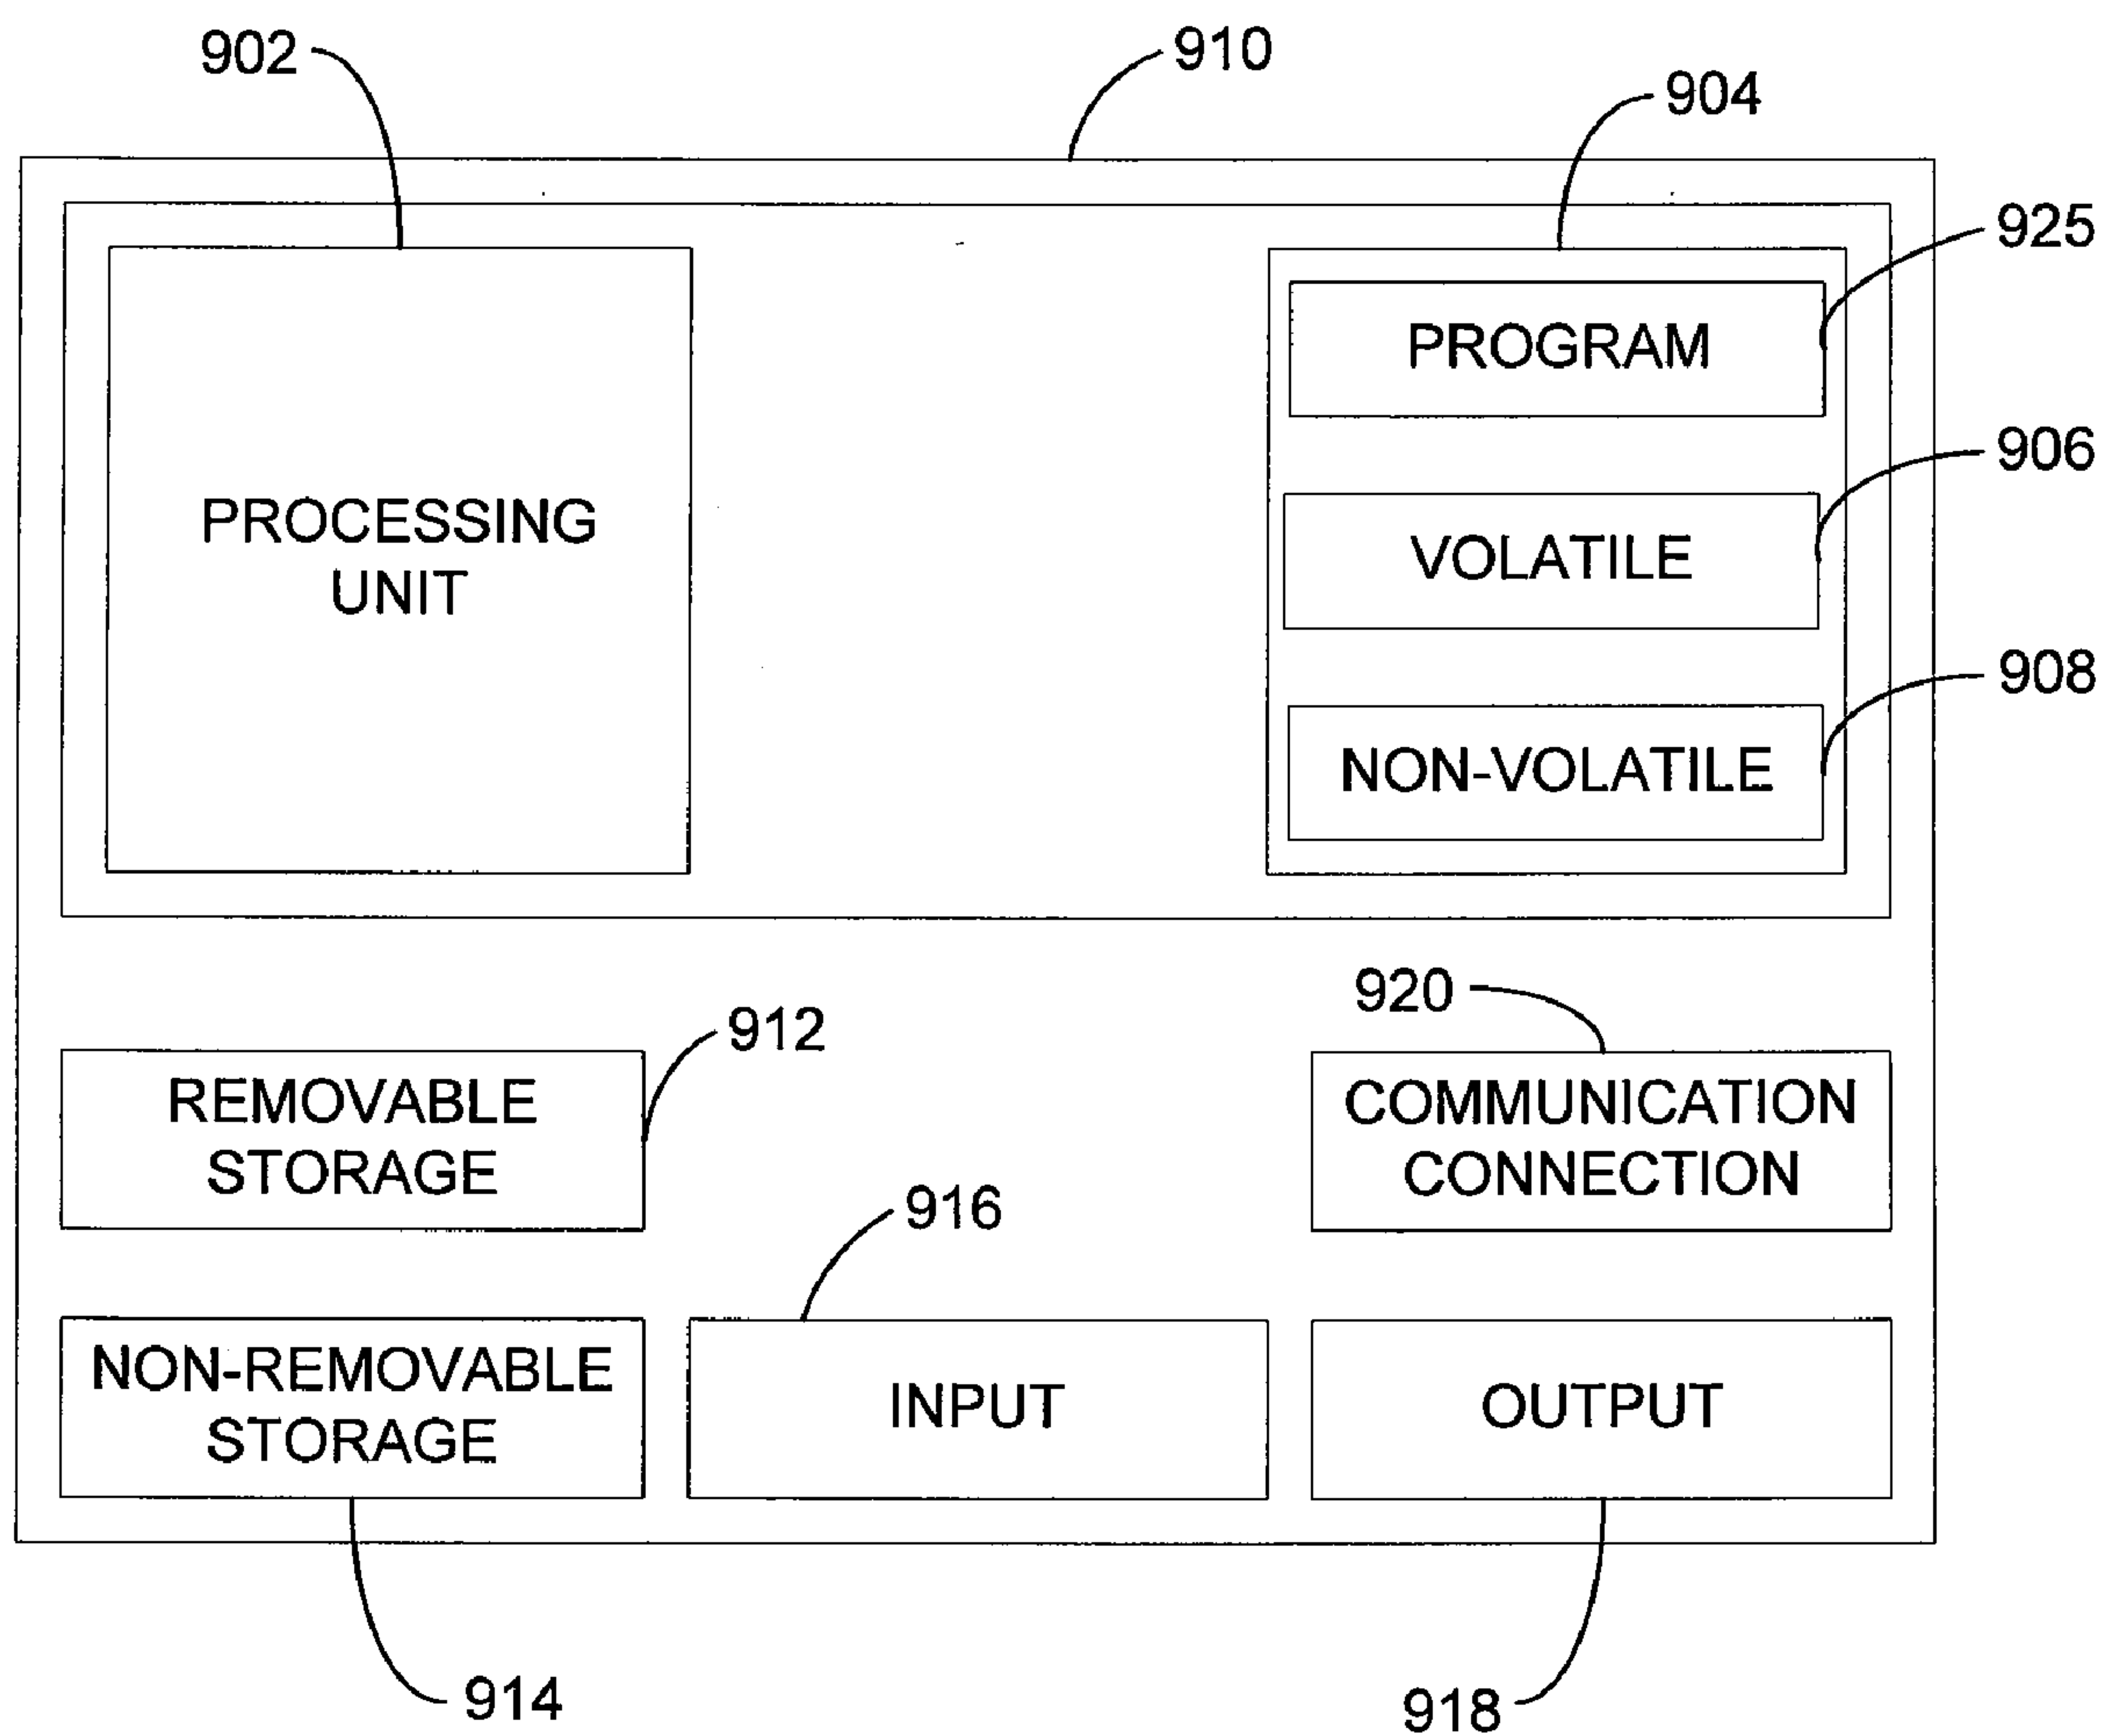 902
910
904
925
PROGRAM
906
PROCESSING
UNIT
VOLATILE
908
NON-VOLATILE
920
912
REMOVABLE
STORAGE
COMMUNICATION
CONNECTION
916
NON-REMOVABLE
STORAGE
INPUT
OUTPUT
914
918